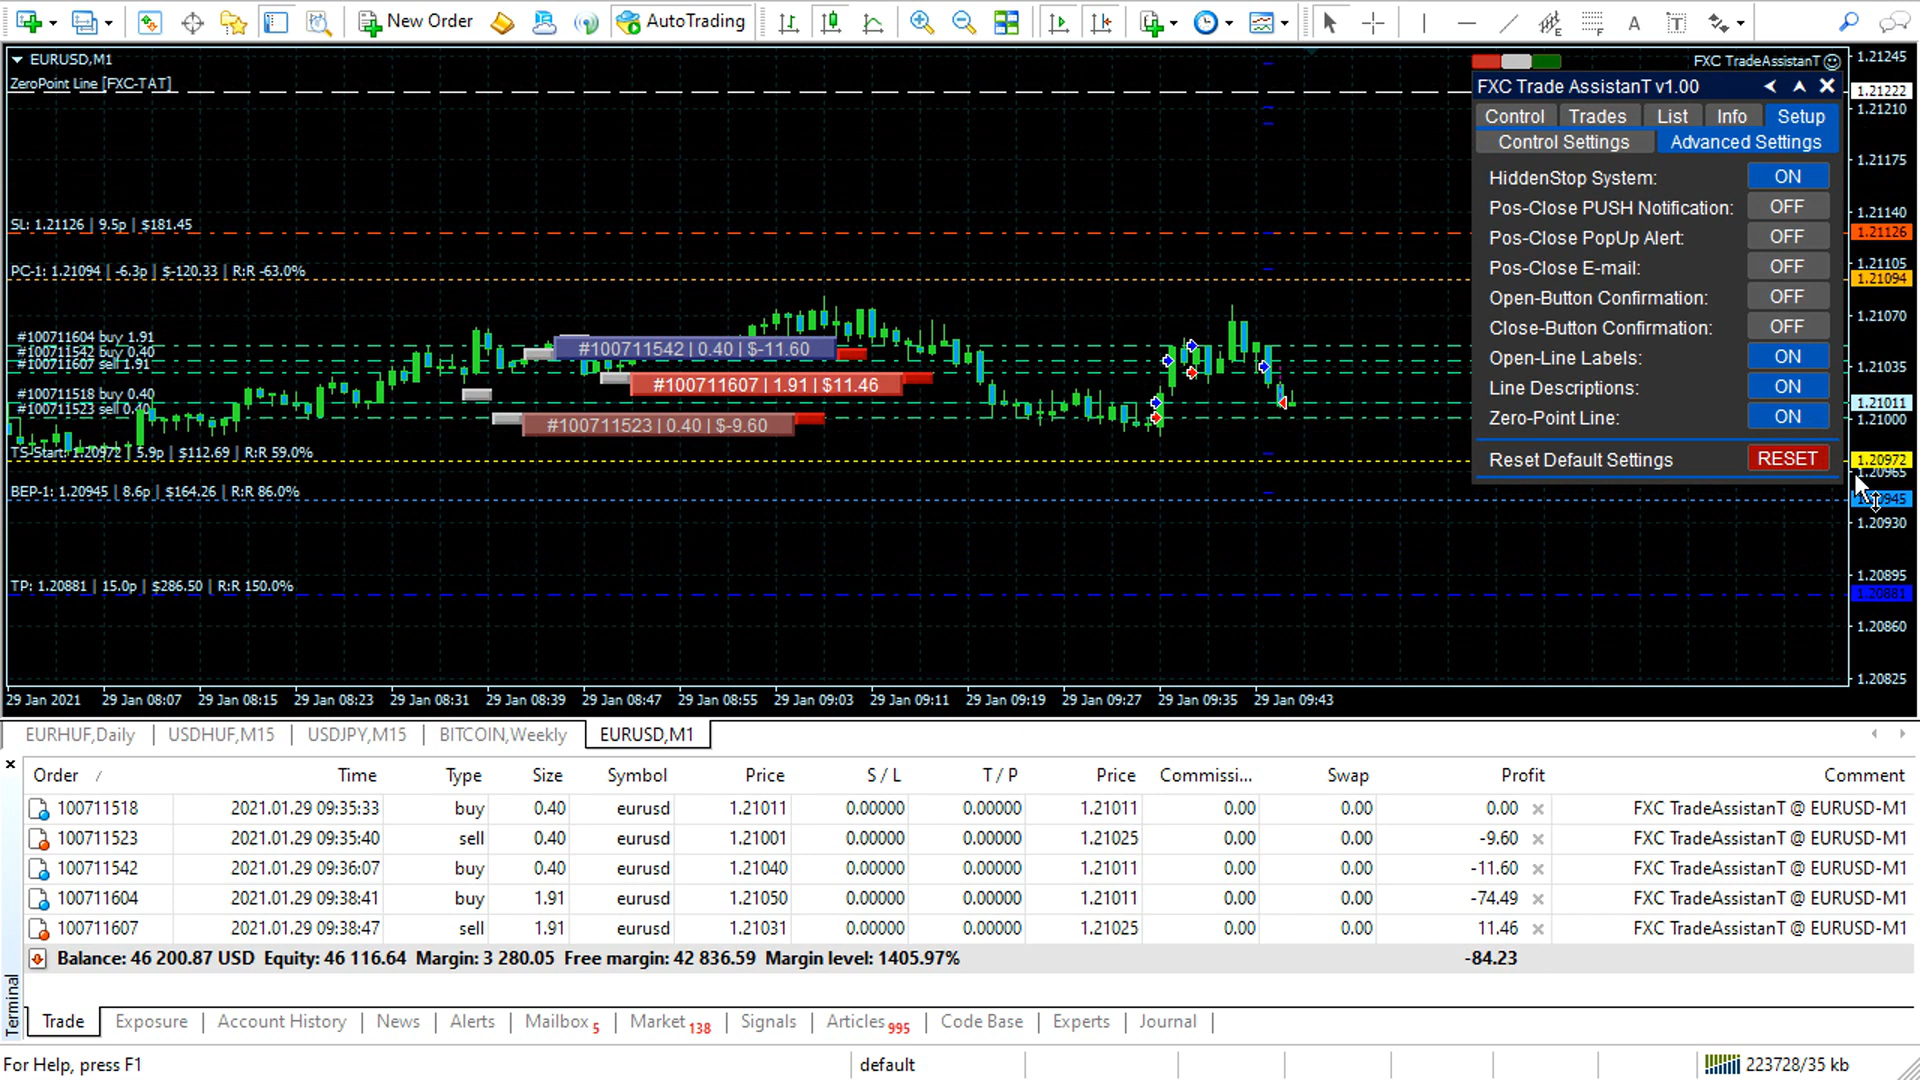 New Order
AutoTrading
EURUSD,M1
ZeroPoint Line [FXC-TAT]
SL: 1.21126 | 9.5p | $181.45
PC-1: 1.21094 | -6.3p | $-120.33 | R:R -63.0%
#100711604 buy 1.91
#100711542 buy 0.40
#100711607 sell 1.91
#100711518 buy 0.40
#100711523 sell 0.40
TS-Start: 1.20972 | 5.9p | $112.69 | R:R 59.0%
BEP-1: 1.20945 | 8.6p | $164.26 | R:R 86.0%
TP: 1.20881 | 15.0p | $286.50 | R:R 150.0%
#100711542 | 0.40 | $-11.60
#100711607 | 1.91 | $11.46
#100711523 | 0.40 | $-9.60
FXC TradeAssistanT
FXC Trade AssistanT v1.00
Control Trades List Info Setup
Control Settings Advanced Settings
HiddenStop System: ON
Pos-Close PUSH Notification: OFF
Pos-Close PopUp Alert: OFF
Pos-Close E-mail: OFF
Open-Button Confirmation: OFF
Close-Button Confirmation: OFF
Open-Line Labels: ON
Line Descriptions: ON
Zero-Point Line: ON
Reset Default Settings RESET
1.21245
1.21222
1.21210
1.21175
1.21140
1.21126
1.21105
1.21094
1.21070
1.21035
1.21011
1.21000
1.20972
1.20965
1.20930
1.20895
1.20881
1.20860
1.20825
29 Jan 2021 29 Jan 08:07 29 Jan 08:15 29 Jan 08:23 29 Jan 08:31 29 Jan 08:39 29 Jan 08:47 29 Jan 08:55 29 Jan 09:03 29 Jan 09:11 29 Jan 09:19 29 Jan 09:27 29 Jan 09:35 29 Jan 09:43
EURHUF,Daily USDHUF,M15 USDJPY,M15 BITCOIN,Weekly EURUSD,M1
Order / Time Type Size Symbol Price S / L T / P Price Commissi... Swap Profit Comment
100711518 2021.01.29 09:35:33 buy 0.40 eurusd 1.21011 0.00000 0.00000 1.21011 0.00 0.00 0.00 FXC TradeAssistanT @ EURUSD-M1
100711523 2021.01.29 09:35:40 sell 0.40 eurusd 1.21001 0.00000 0.00000 1.21025 0.00 0.00 -9.60 FXC TradeAssistanT @ EURUSD-M1
100711542 2021.01.29 09:36:07 buy 0.40 eurusd 1.21040 0.00000 0.00000 1.21011 0.00 0.00 -11.60 FXC TradeAssistanT @ EURUSD-M1
100711604 2021.01.29 09:38:41 buy 1.91 eurusd 1.21050 0.00000 0.00000 1.21011 0.00 0.00 -74.49 FXC TradeAssistanT @ EURUSD-M1
100711607 2021.01.29 09:38:47 sell 1.91 eurusd 1.21031 0.00000 0.00000 1.21025 0.00 0.00 11.46 FXC TradeAssistanT @ EURUSD-M1
Balance: 46 200.87 USD Equity: 46 116.64 Margin: 3 280.05 Free margin: 42 836.59 Margin level: 1405.97% -84.23
Terminal
Trade Exposure Account History News Alerts Mailbox 5 Market 138 Signals Articles 995 Code Base Experts Journal
For Help, press F1 default 223728/35 kb